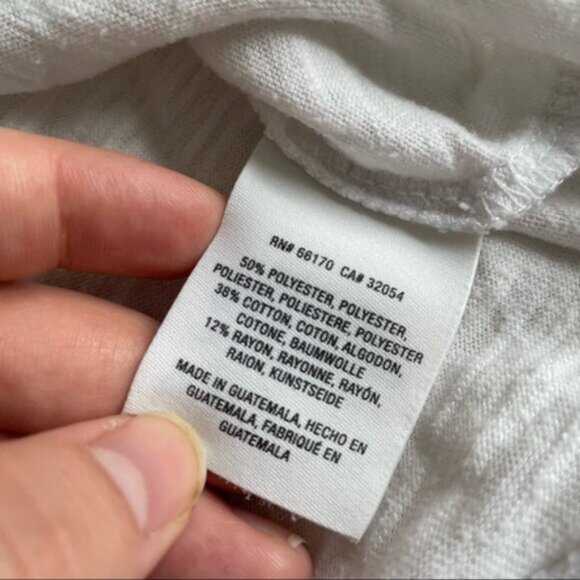 RN# 66170 CA# 32054
50% POLYESTER, POLYESTER,
POLIESTER, POLIESTERE, POLYESTER
38% COTTON, COTON, ALGODON,
COTONE, BAUMWOLLE
12% RAYON, RAYONNE, RAYÓN,
RAION, KUNSTSEIDE
MADE IN GUATEMALA, HECHO EN
GUATEMALA, FABRIQUÉ EN
GUATEMALA